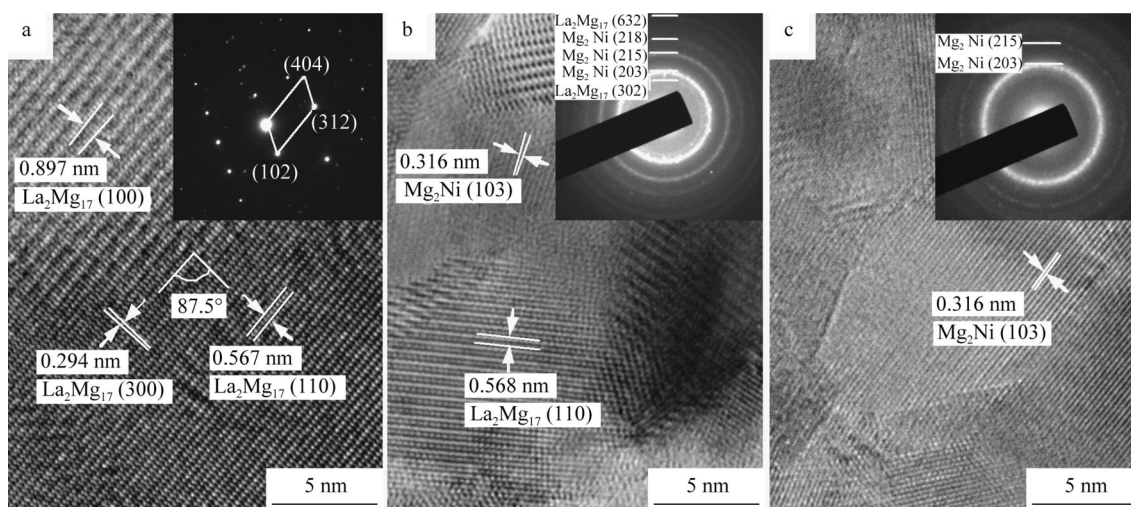 a
(404)
(312)
(102)
0.897 nm
La₂Mg₁₇ (100)
87.5°
0.294 nm
La₂Mg₁₇ (300)
0.567 nm
La₂Mg₁₇ (110)
5 nm
b
La₂Mg₁₇ (632)
Mg₂ Ni (218)
Mg₂ Ni (215)
Mg₂ Ni (203)
La₂Mg₁₇ (302)
0.316 nm
Mg₂Ni (103)
0.568 nm
La₂Mg₁₇ (110)
5 nm
c
Mg₂ Ni (215)
Mg₂ Ni (203)
0.316 nm
Mg₂Ni (103)
5 nm